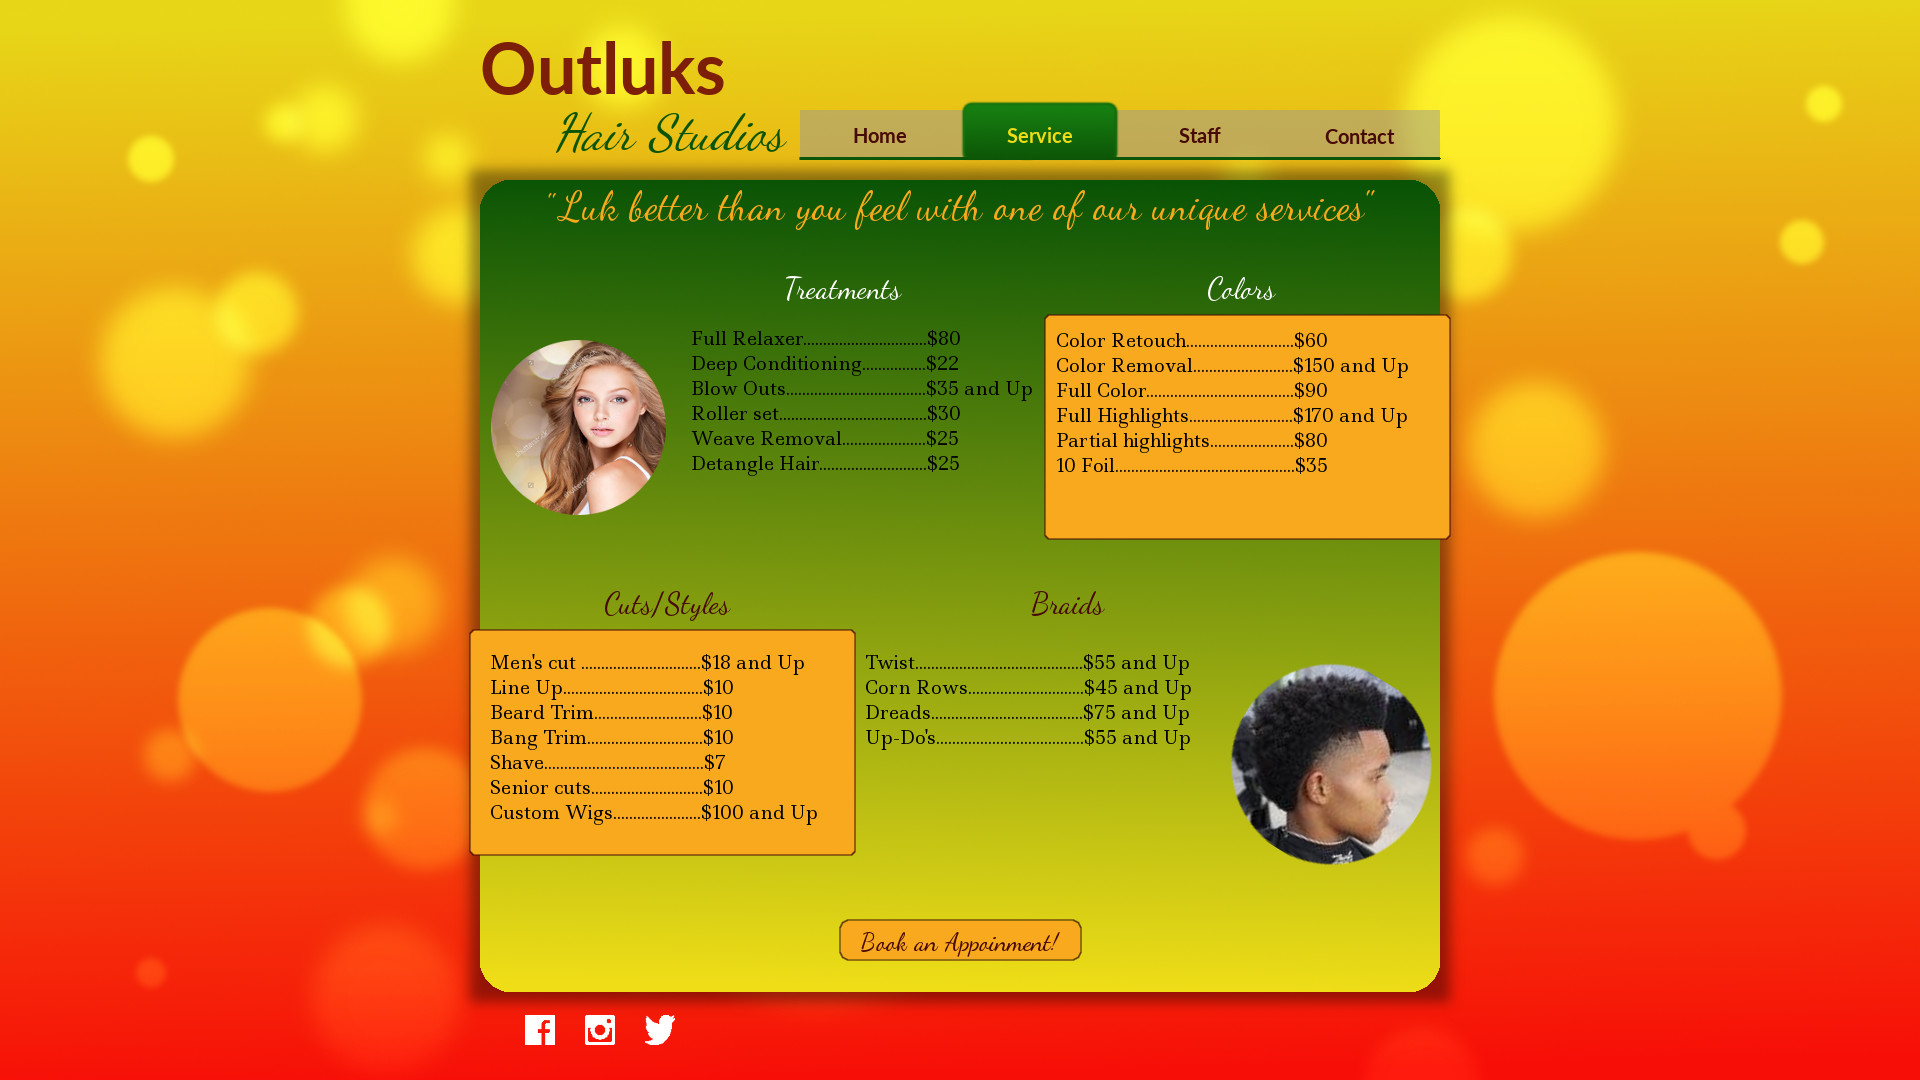 Outluks
Hair Studios
Home
Service
Staff
Contact
"Luk better than you feel with one of our unique services"
Treatments
Full Relaxer...............................$80
Deep Conditioning................$22
Blow Outs...................................$35 and Up
Roller set.....................................$30
Weave Removal.....................$25
Detangle Hair...........................$25
Colors
Color Retouch...........................$60
Color Removal.........................$150 and Up
Full Color.....................................$90
Full Highlights..........................$170 and Up
Partial highlights.....................$80
10 Foil.............................................$35
Cuts/Styles
Men's cut ..............................$18 and Up
Line Up...................................$10
Beard Trim...........................$10
Bang Trim.............................$10
Shave........................................$7
Senior cuts............................$10
Custom Wigs......................$100 and Up
Braids
Twist..........................................$55 and Up
Corn Rows.............................$45 and Up
Dreads......................................$75 and Up
Up-Do's.....................................$55 and Up
Book an Appoinment!